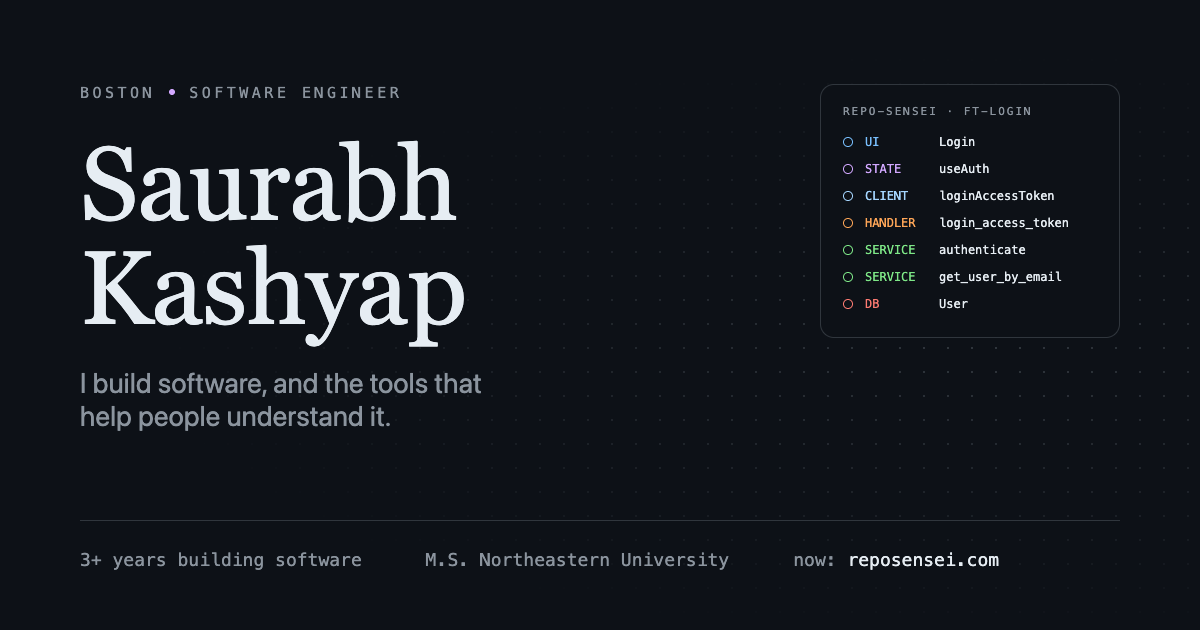 BOSTON • SOFTWARE ENGINEER
Saurabh
Kashyap
I build software, and the tools that
help people understand it.
REPO-SENSEI · FT-LOGIN
UI Login
STATE useAuth
CLIENT loginAccessToken
HANDLER login_access_token
SERVICE authenticate
SERVICE get_user_by_email
DB User
3+ years building software M.S. Northeastern University now: reposensei.com